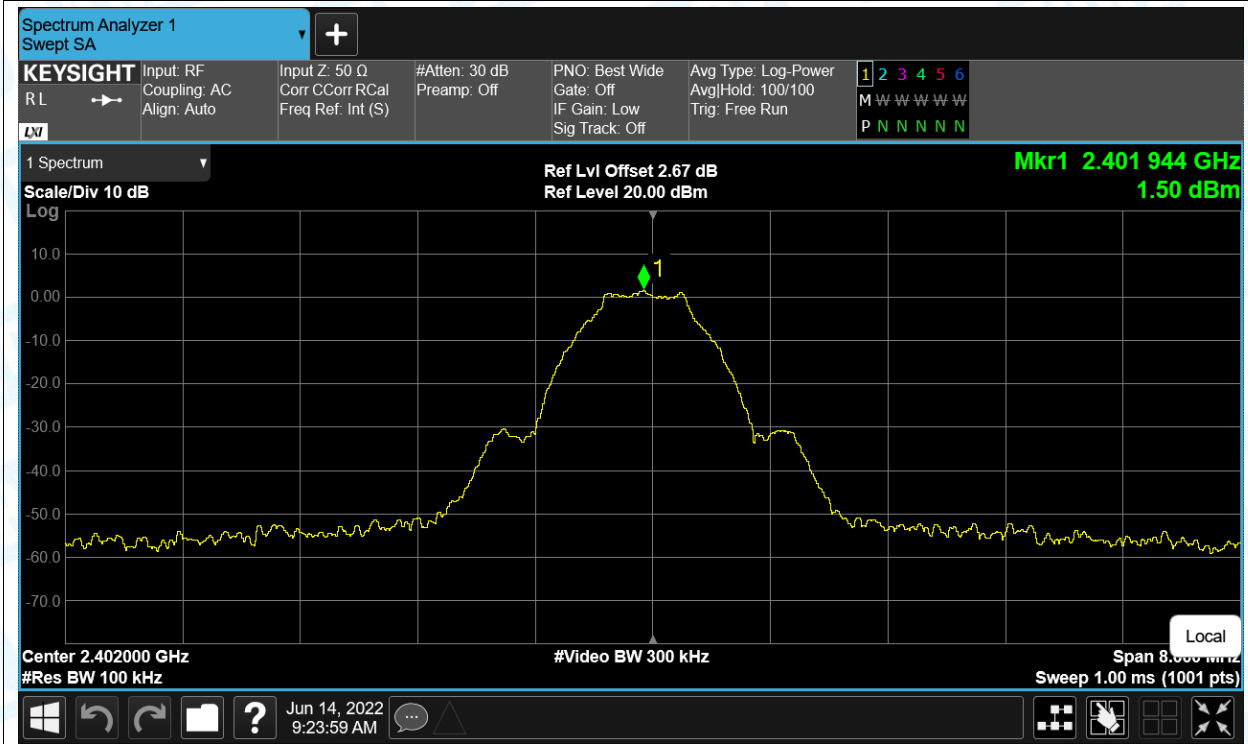 Spectrum Analyzer 1
Swept SA
KEYSIGHT
R L
LXI
Input: RF
Coupling: AC
Align: Auto
Input Z: 50 Ω
Corr CCorr RCal
Freq Ref: Int (S)
#Atten: 30 dB
Preamp: Off
PNO: Best Wide
Gate: Off
IF Gain: Low
Sig Track: Off
Avg Type: Log-Power
Avg|Hold: 100/100
Trig: Free Run
1 2 3 4 5 6
M W W W W W
P N N N N N
1 Spectrum
Scale/Div 10 dB
Log
Ref Lvl Offset 2.67 dB
Ref Level 20.00 dBm
Mkr1 2.401 944 GHz
1.50 dBm
10.0
0.00
-10.0
-20.0
-30.0
-40.0
-50.0
-60.0
-70.0
1
Local
Center 2.402000 GHz
#Res BW 100 kHz
#Video BW 300 kHz
Span 8.000 MHz
Sweep 1.00 ms (1001 pts)
?
Jun 14, 2022
9:23:59 AM